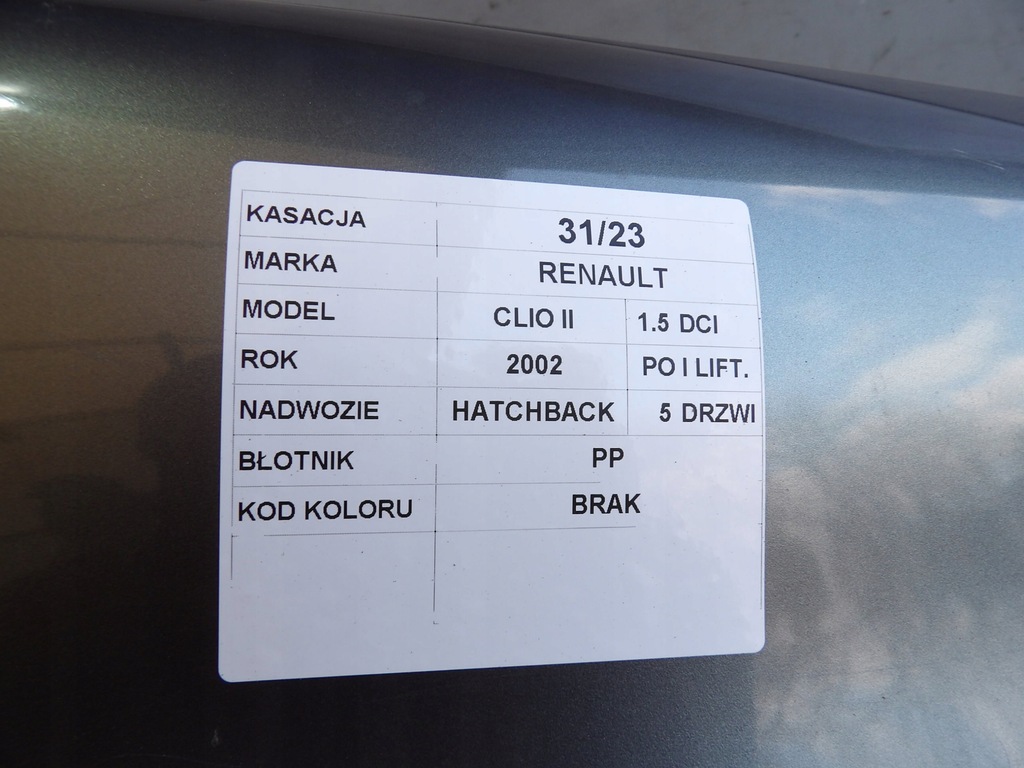 KASACJA 31/23
MARKA RENAULT
MODEL CLIO II 1.5 DCI
ROK 2002 PO I LIFT.
NADWOZIE HATCHBACK 5 DRZWI
BŁOTNIK PP
KOD KOLORU BRAK